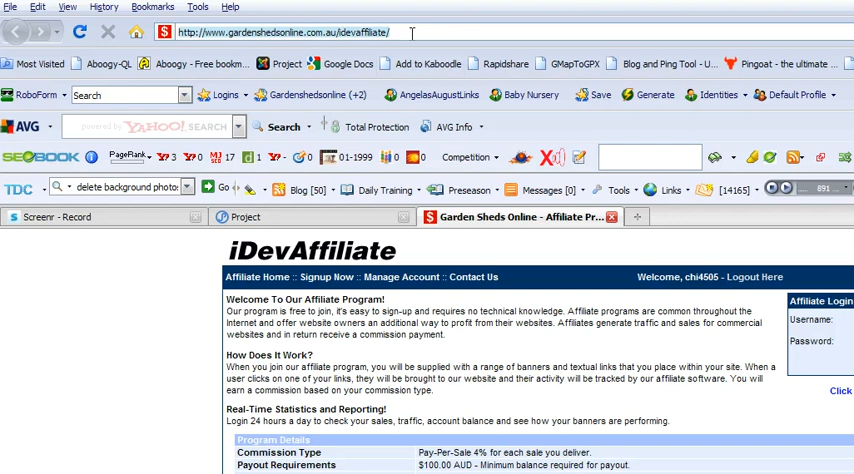 File Edit View History Bookmarks Tools Help
http://www.gardenshedsonline.com.au/idevaffiliate/
Most Visited Aboogy-QL Aboogy - Free bookm... Project Google Docs Add to Kaboodle Rapidshare GMapToGPX Blog and Ping Tool - U... Pingoat - the ultimate ...
RoboForm Search Logins Gardenshedsonline (+2) AngelasAugustLinks Baby Nursery Save Generate Identities Default Profile
AVG powered by YAHOO! SEARCH Search Total Protection AVG Info
SEOBOOK PageRank 3 0 17 1 - 0 01-1999 0 0 Competition
TDC delete background photo: Go Blog [50] Daily Training Preseason Messages [0] Tools Links [14165] 891 ...
Screenr - Record Project Garden Sheds Online - Affiliate Pr...
iDevAffiliate
Affiliate Home :: Signup Now :: Manage Account :: Contact Us Welcome, chi4505 - Logout Here
Welcome To Our Affiliate Program!
Our program is free to join, it's easy to sign-up and requires no technical knowledge. Affiliate programs are common throughout the
Internet and offer website owners an additional way to profit from their websites. Affiliates generate traffic and sales for commercial
websites and in return receive a commission payment.
How Does It Work?
When you join our affiliate program, you will be supplied with a range of banners and textual links that you place within your site. When a
user clicks on one of your links, they will be brought to our website and their activity will be tracked by our affiliate software. You will
earn a commission based on your commission type.
Real-Time Statistics and Reporting!
Login 24 hours a day to check your sales, traffic, account balance and see how your banners are performing.
Program Details
Commission Type Pay-Per-Sale 4% for each sale you deliver.
Payout Requirements $100.00 AUD - Minimum balance required for payout.
Affiliate Login
Username:
Password:
Click